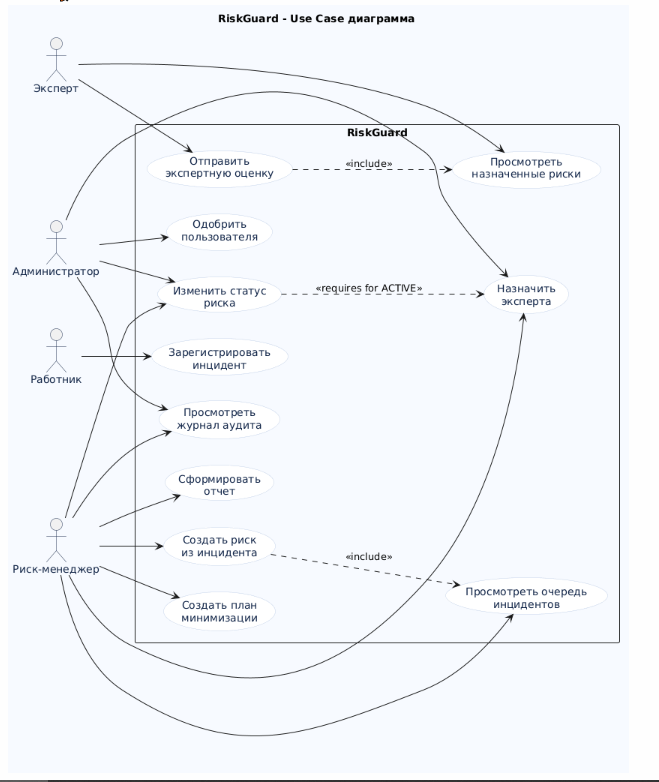 RiskGuard - Use Case диаграмма
Эксперт
RiskGuard
Отправить
экспертную оценку
«include»
Просмотреть
назначенные риски
Одобрить
пользователя
Администратор
Изменить статус
риска
«requires for ACTIVE»
Назначить
эксперта
Работник
Зарегистрировать
инцидент
Просмотреть
журнал аудита
Сформировать
отчет
Риск-менеджер
Создать риск
из инцидента
«include»
Просмотреть очередь
инцидентов
Создать план
минимизации